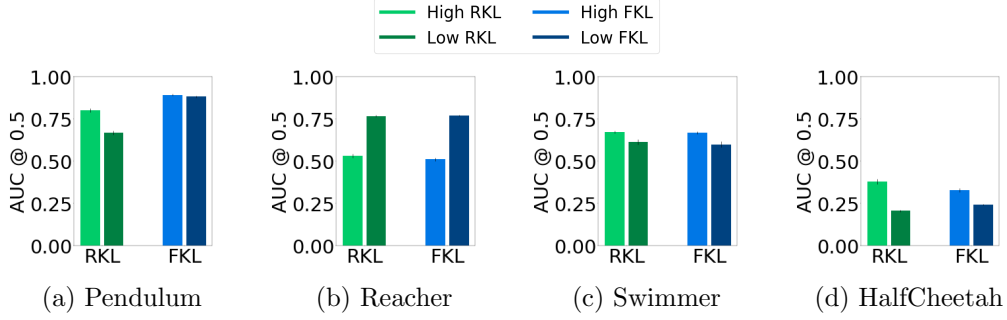 High RKL
Low RKL
High FKL
Low FKL
AUC @ 0.5
1.00
0.75
0.50
0.25
0.00
RKL FKL
(a) Pendulum
AUC @ 0.5
1.00
0.75
0.50
0.25
0.00
RKL FKL
(b) Reacher
AUC @ 0.5
1.00
0.75
0.50
0.25
0.00
RKL FKL
(c) Swimmer
AUC @ 0.5
1.00
0.75
0.50
0.25
0.00
RKL FKL
(d) HalfCheetah